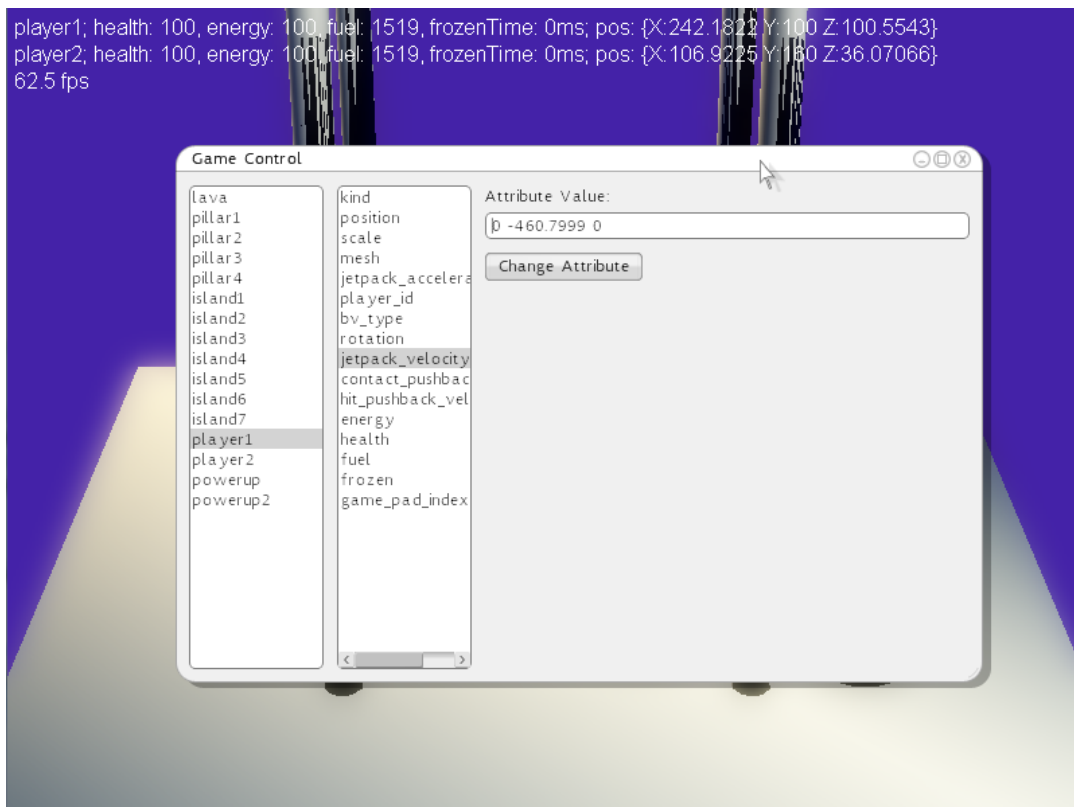 player1; health: 100, energy: 100, fuel: 1519, frozenTime: 0ms; pos: {X:242.1822 Y:100 Z:100.5543}
player2; health: 100, energy: 100, fuel: 1519, frozenTime: 0ms; pos: {X:106.9225 Y:160 Z:36.07066}
62.5 fps
Game Control
lava
pillar1
pillar2
pillar3
pillar4
island1
island2
island3
island4
island5
island6
island7
player1
player2
powerup
powerup2
kind
position
scale
mesh
jetpack_accelera
player_id
bv_type
rotation
jetpack_velocity
contact_pushbac
hit_pushback_vel
energy
health
fuel
frozen
game_pad_index
Attribute Value:
0 -460.7999 0
Change Attribute